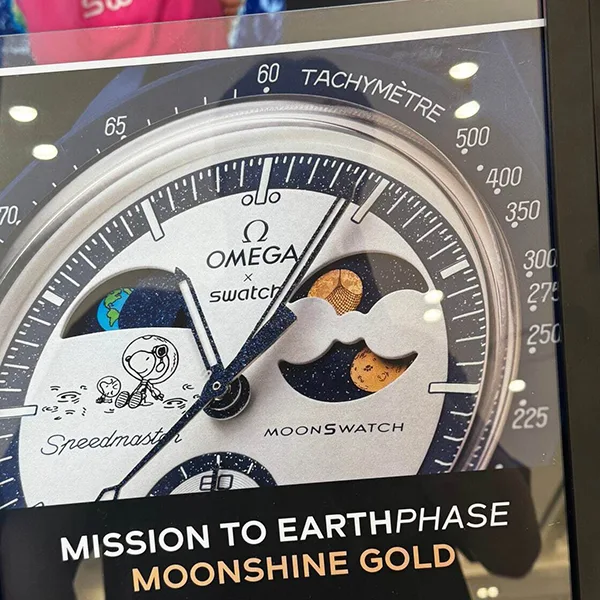 60 TACHYMÈTRE
65
500
400
70
350
300
275
250
225
Ω
OMEGA
×
swatch
Speedmaster
MOONSWATCH
60
MISSION TO EARTHPHASE
MOONSHINE GOLD